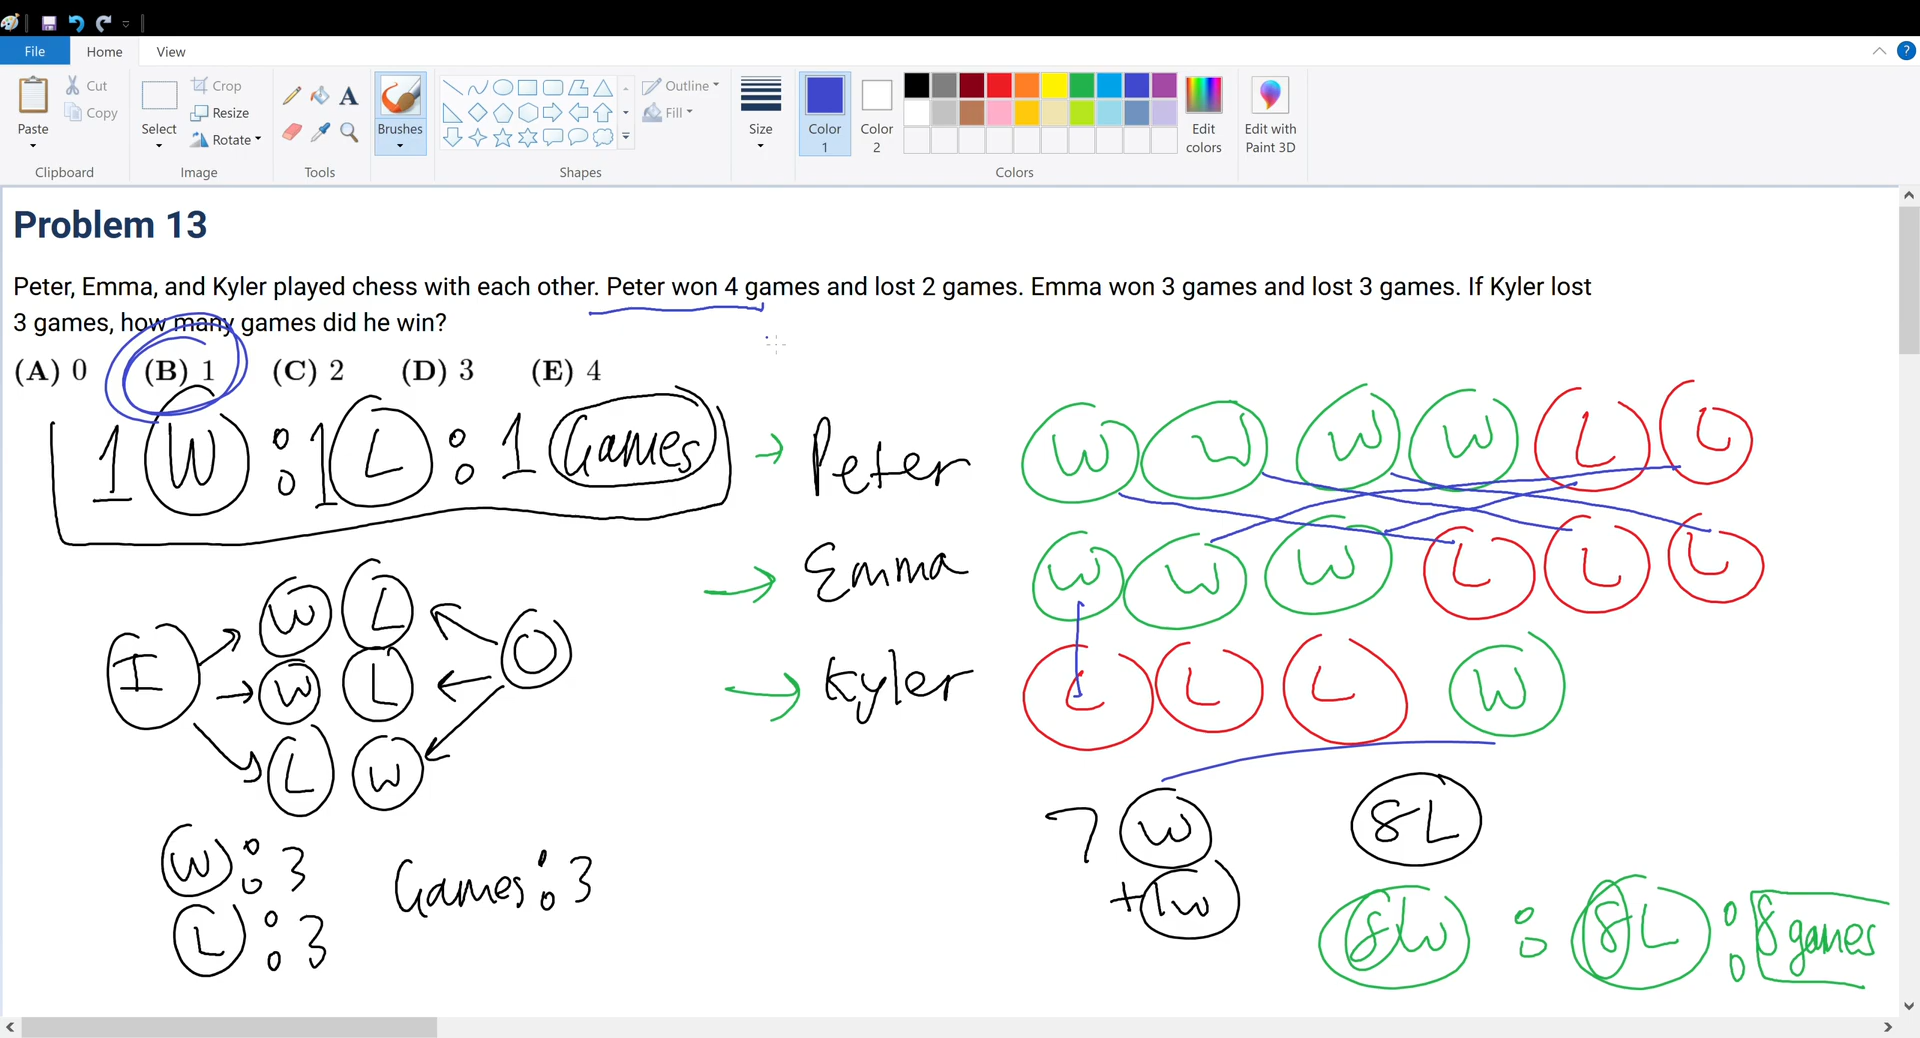 File Home View
Paste
Cut
Copy
Clipboard
Select
Crop
Resize
Rotate
Image
A
Tools
Brushes
Outline
Fill
Shapes
Size
Color 1
Color 2
Edit colors
Edit with Paint 3D
Colors
?
Problem 13
Peter, Emma, and Kyler played chess with each other. Peter won 4 games and lost 2 games. Emma won 3 games and lost 3 games. If Kyler lost
3 games, how many games did he win?
(A) 0 (B) 1 (C) 2 (D) 3 (E) 4
1 W : 1 L : 1 Games
→ Peter W W W W L L
→ Emma W W W L L L
→ Kyler L L L W
I → W L ← O
→ W L ←
L W
W : 3
L : 3
Games : 3
7 W 8L
+1W
8W : 8L : 8 games